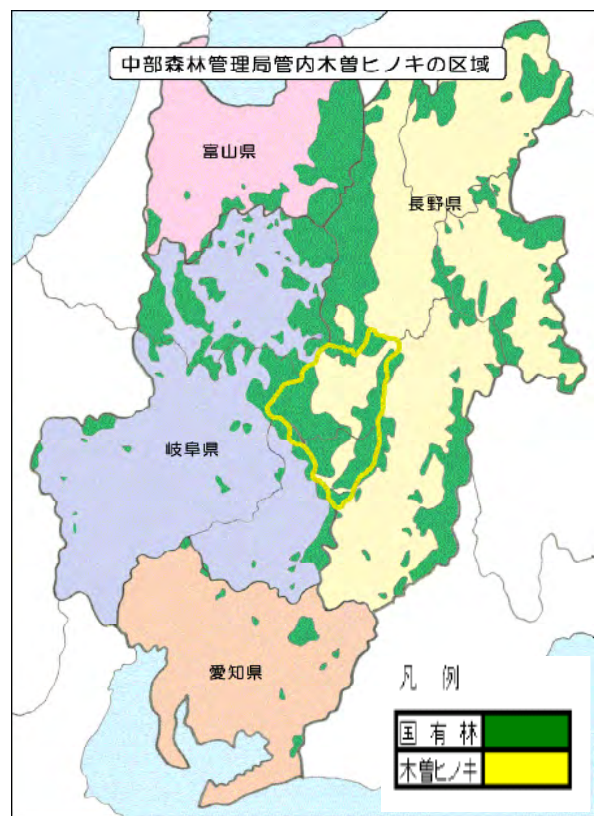 中部森林管理局管内木曽ヒノキの区域
富山県
長野県
岐阜県
愛知県
凡 例
国 有 林
木曽ヒノキ